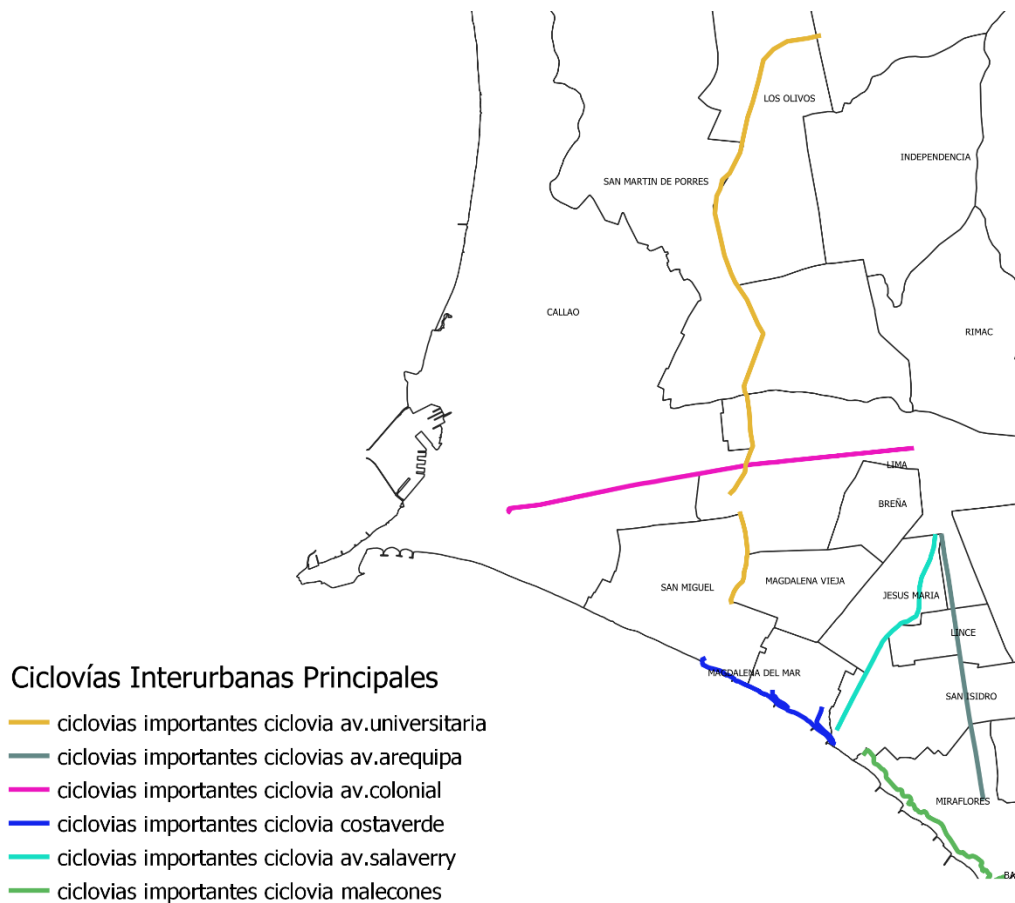 LOS OLIVOS
INDEPENDENCIA
SAN MARTIN DE PORRES
CALLAO
RIMAC
LIMA
BREÑA
SAN MIGUEL
MAGDALENA VIEJA
JESUS MARIA
LINCE
MAGDALENA DEL MAR
SAN ISIDRO
MIRAFLORES
BA
Ciclovías Interurbanas Principales
ciclovias importantes ciclovia av.universitaria
ciclovias importantes ciclovias av.arequipa
ciclovias importantes ciclovia av.colonial
ciclovias importantes ciclovia costaverde
ciclovias importantes ciclovia av.salaverry
ciclovias importantes ciclovia malecones